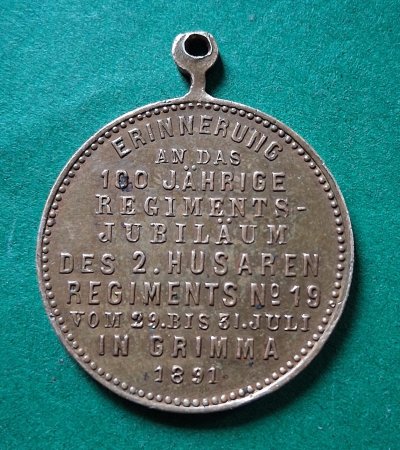 ERINNERUNG
AN DAS
100 JÄHRIGE
REGIMENTS-
JUBILÄUM
DES 2. HUSAREN
REGIMENTS No 19
VOM 29. BIS 31. JULI
IN GRIMMA
1891